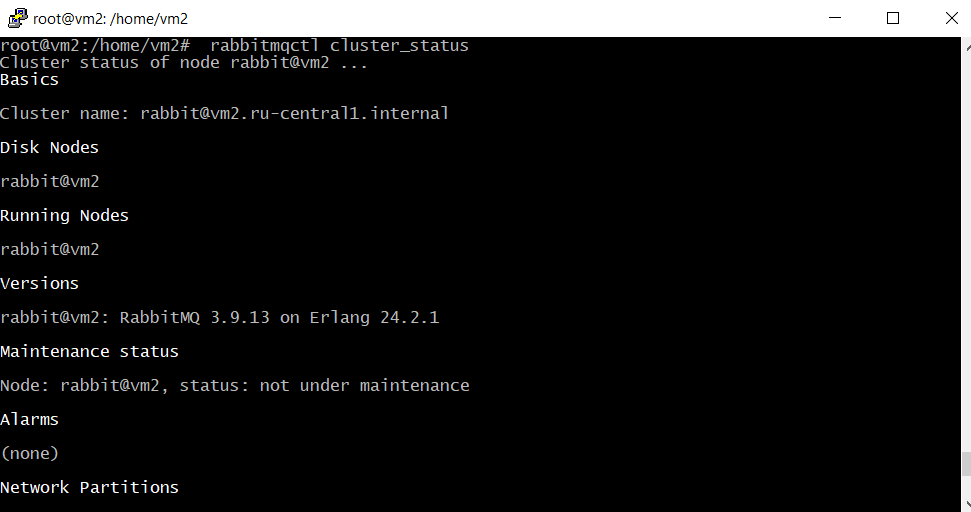 root@vm2: /home/vm2
root@vm2:/home/vm2#  rabbitmqctl cluster_status
Cluster status of node rabbit@vm2 ...
Basics
Cluster name: rabbit@vm2.ru-central1.internal
Disk Nodes
rabbit@vm2
Running Nodes
rabbit@vm2
Versions
rabbit@vm2: RabbitMQ 3.9.13 on Erlang 24.2.1
Maintenance status
Node: rabbit@vm2, status: not under maintenance
Alarms
(none)
Network Partitions